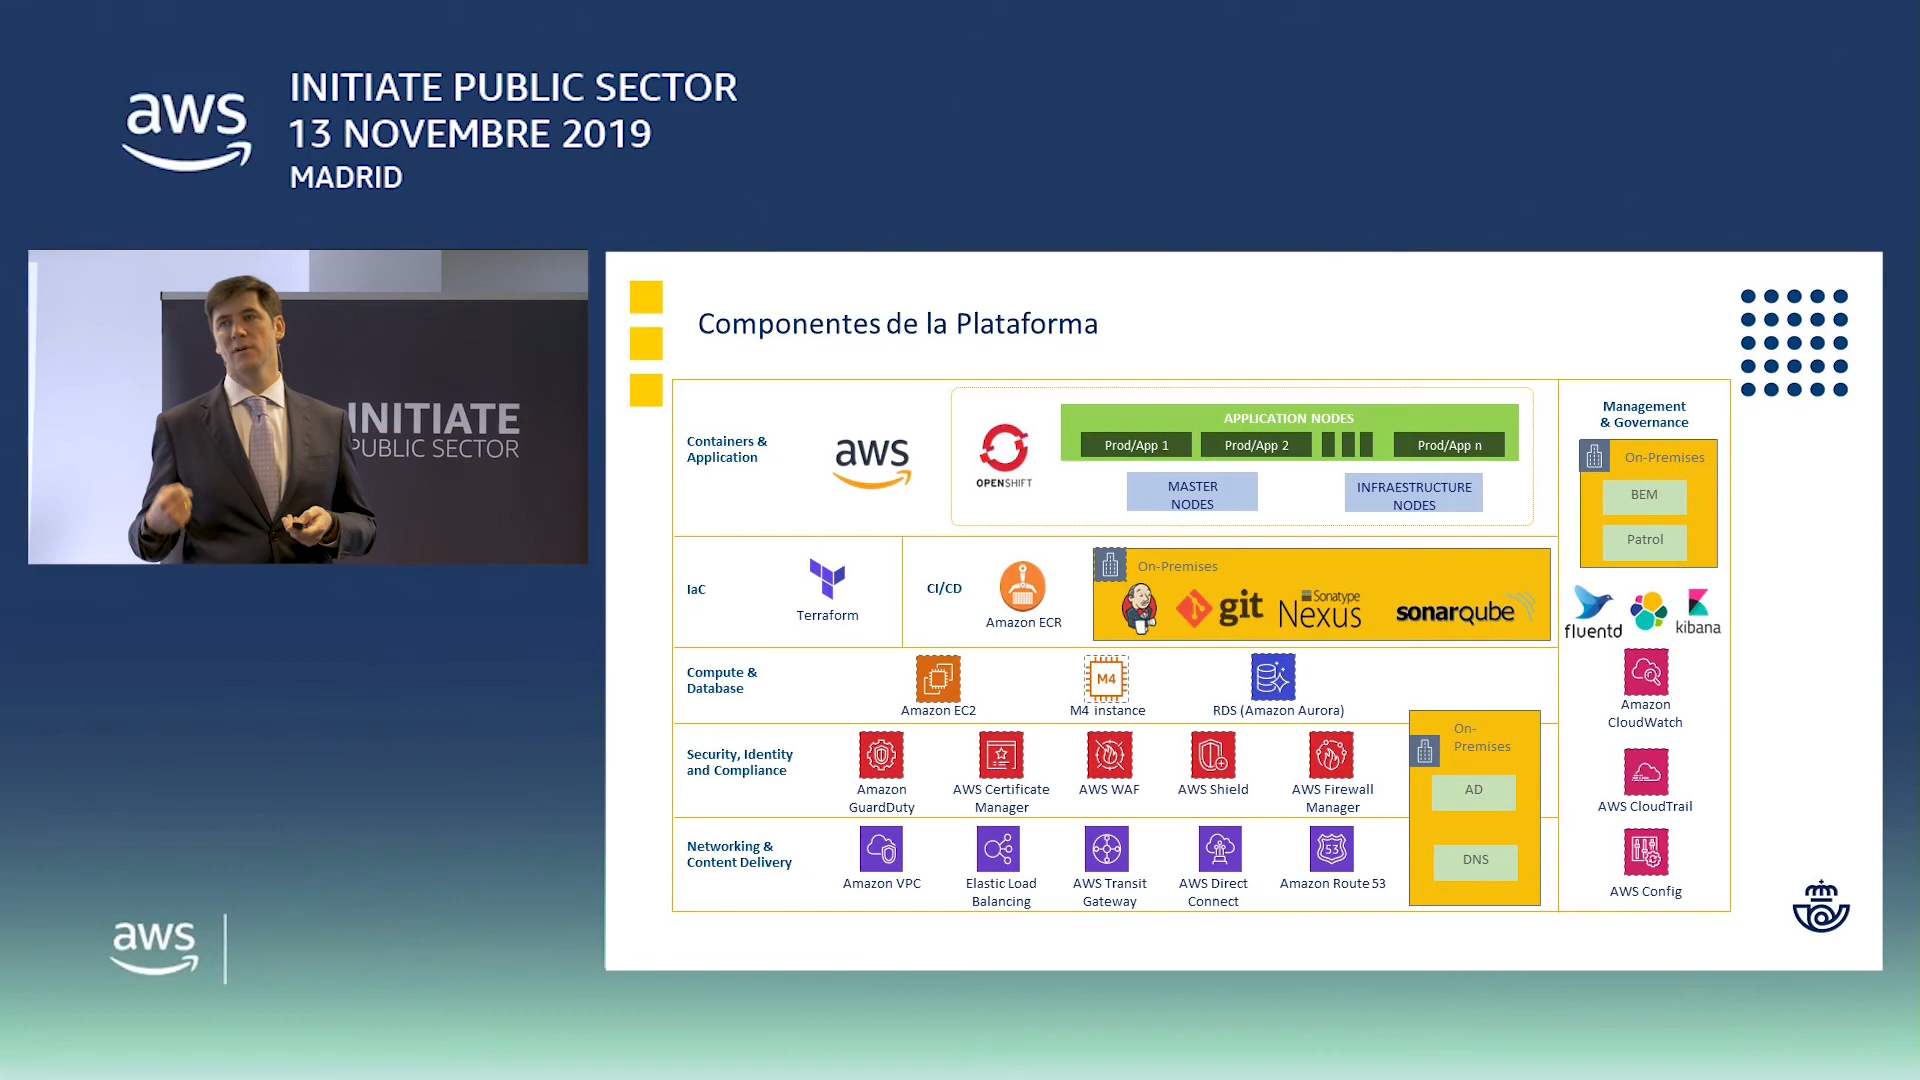 aws
INITIATE PUBLIC SECTOR
13 NOVEMBRE 2019
MADRID
INITIATE
PUBLIC SECTOR
Componentes de la Plataforma
Containers &
Application
aws
OPENSHIFT
APPLICATION NODES
Prod/App 1
Prod/App 2
Prod/App n
MASTER
NODES
INFRAESTRUCTURE
NODES
Management
& Governance
On-Premises
BEM
Patrol
IaC
Terraform
CI/CD
Amazon ECR
On-Premises
git
Sonatype
Nexus
sonarqube
fluentd
kibana
Compute &
Database
Amazon EC2
M4
M4 instance
RDS (Amazon Aurora)
Amazon
CloudWatch
Security, Identity
and Compliance
Amazon
GuardDuty
AWS Certificate
Manager
AWS WAF
AWS Shield
AWS Firewall
Manager
On-
Premises
AD
DNS
AWS CloudTrail
Networking &
Content Delivery
Amazon VPC
Elastic Load
Balancing
AWS Transit
Gateway
AWS Direct
Connect
53
Amazon Route 53
AWS Config
aws